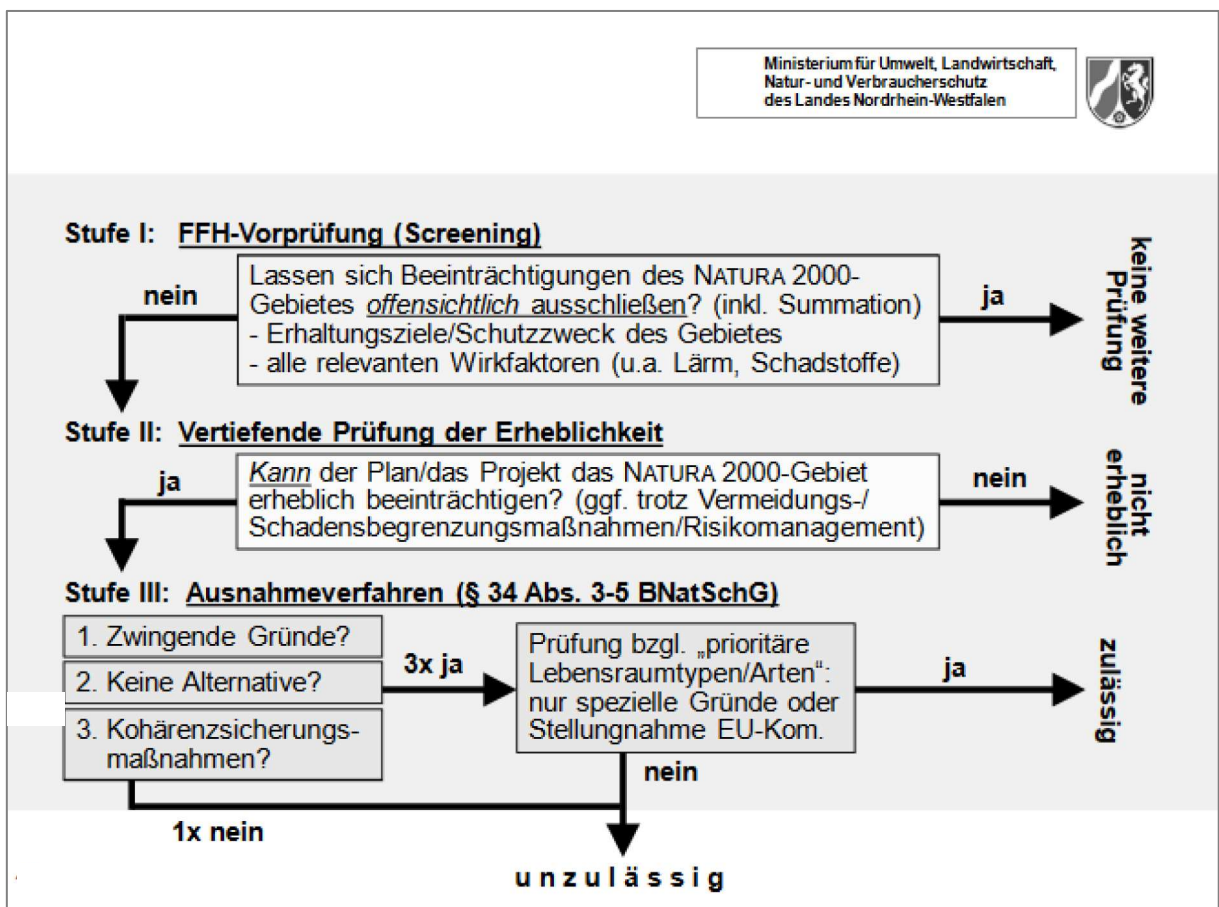 Ministerium für Umwelt, Landwirtschaft,
Natur- und Verbraucherschutz
des Landes Nordrhein-Westfalen
Stufe I: FFH-Vorprüfung (Screening)
nein
Lassen sich Beeinträchtigungen des NATURA 2000-
Gebietes offensichtlich ausschließen? (inkl. Summation)
- Erhaltungsziele/Schutzzweck des Gebietes
- alle relevanten Wirkfaktoren (u.a. Lärm, Schadstoffe)
ja
keine weitere
Prüfung
Stufe II: Vertiefende Prüfung der Erheblichkeit
ja
Kann der Plan/das Projekt das NATURA 2000-Gebiet
erheblich beeinträchtigen? (ggf. trotz Vermeidungs-/
Schadensbegrenzungsmaßnahmen/Risikomanagement)
nein
nicht
erheblich
Stufe III: Ausnahmeverfahren (§ 34 Abs. 3-5 BNatSchG)
1. Zwingende Gründe?
2. Keine Alternative?
3. Kohärenzsicherungs-
maßnahmen?
3x ja
Prüfung bzgl. „prioritäre
Lebensraumtypen/Arten“:
nur spezielle Gründe oder
Stellungnahme EU-Kom.
ja
zulässig
nein
1x nein
unzulässig